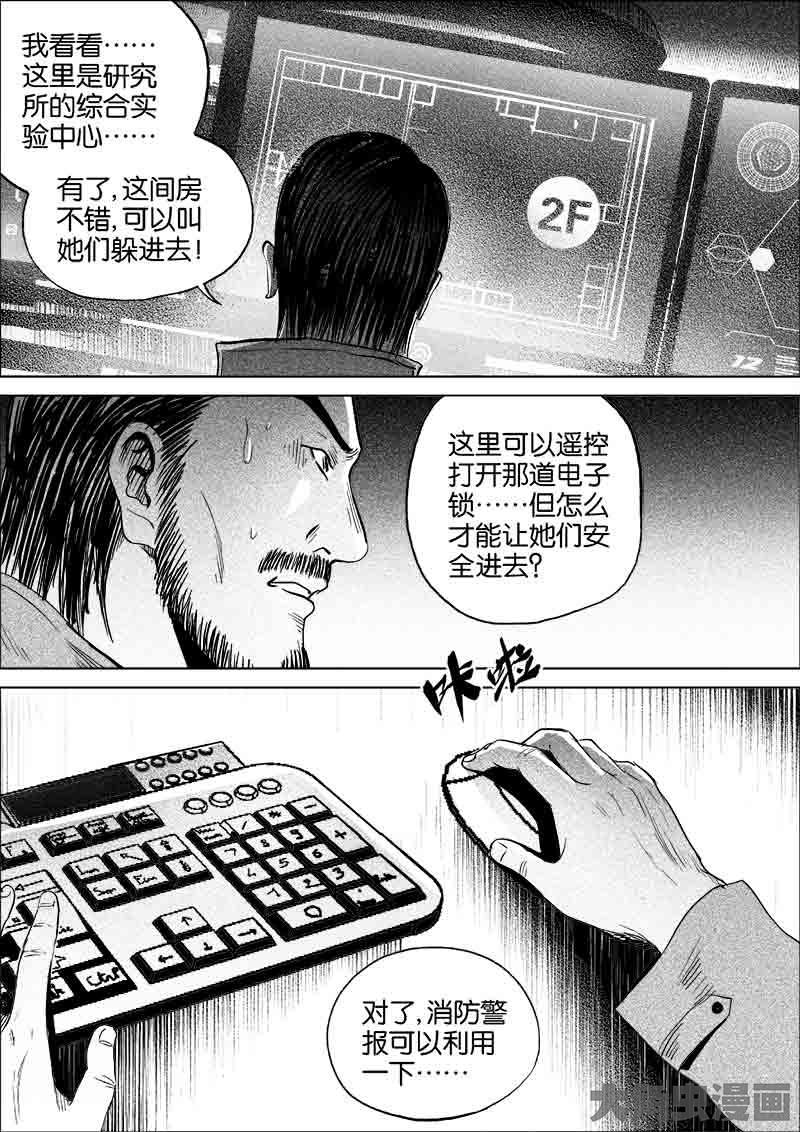 我看看……
这里是研究
所的综合实
验中心……
有了，这间房
不错，可以叫
她们躲进去！
2F
12
这里可以遥控
打开那道电子
锁……但怎么
才能让她们安
全进去？
咔啦
对了，消防警
报可以利用
一下……